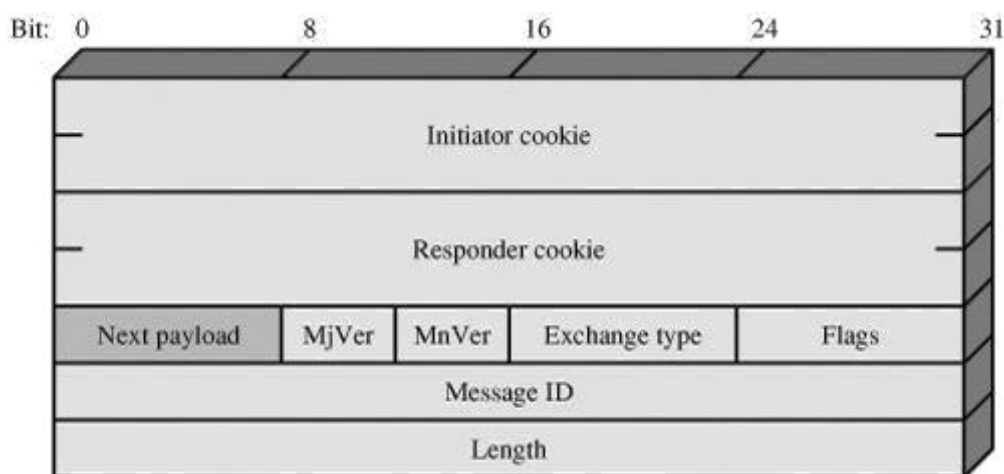 Bit: 0 8 16 24 31
Initiator cookie
Responder cookie
Next payload MjVer MnVer Exchange type Flags
Message ID
Length